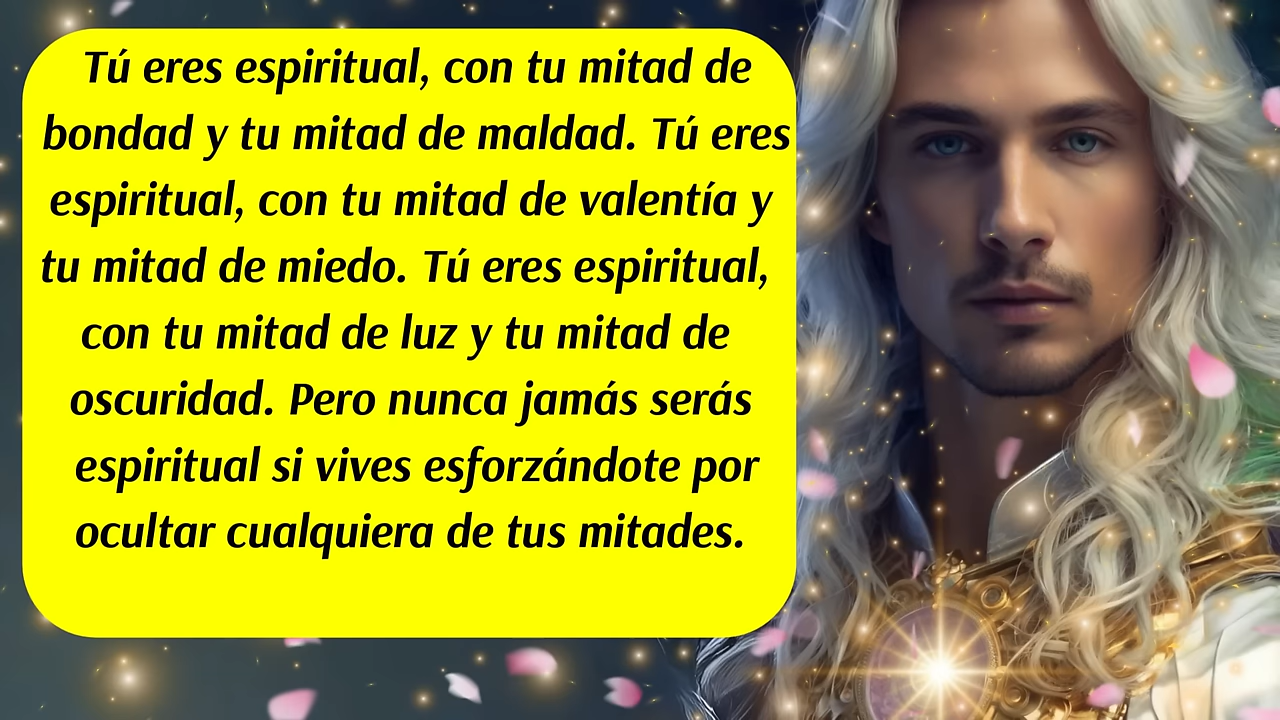 Tú eres espiritual, con tu mitad de
bondad y tu mitad de maldad. Tú eres
espiritual, con tu mitad de valentía y
tu mitad de miedo. Tú eres espiritual,
con tu mitad de luz y tu mitad de
oscuridad. Pero nunca jamás serás
espiritual si vives esforzándote por
ocultar cualquiera de tus mitades.